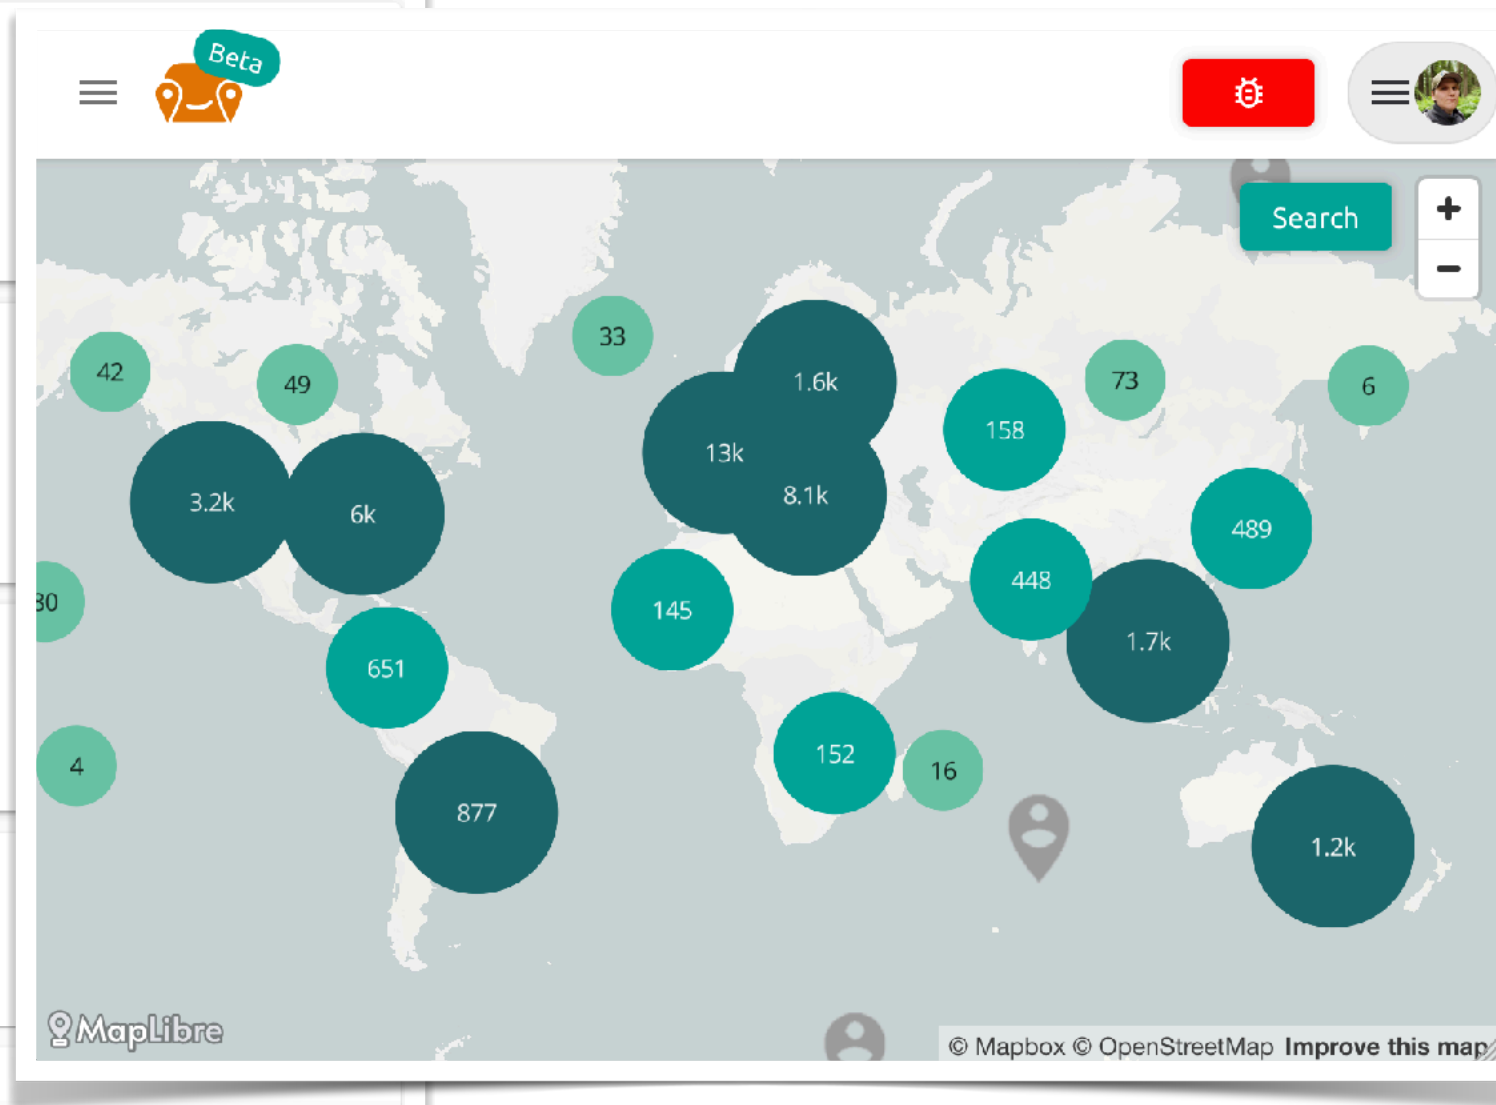 Beta
Search
+
−
33
42
49
1.6k
73
6
158
13k
8.1k
3.2k
6k
489
448
30
145
1.7k
651
4
152
16
877
1.2k
MapLibre
© Mapbox © OpenStreetMap Improve this map